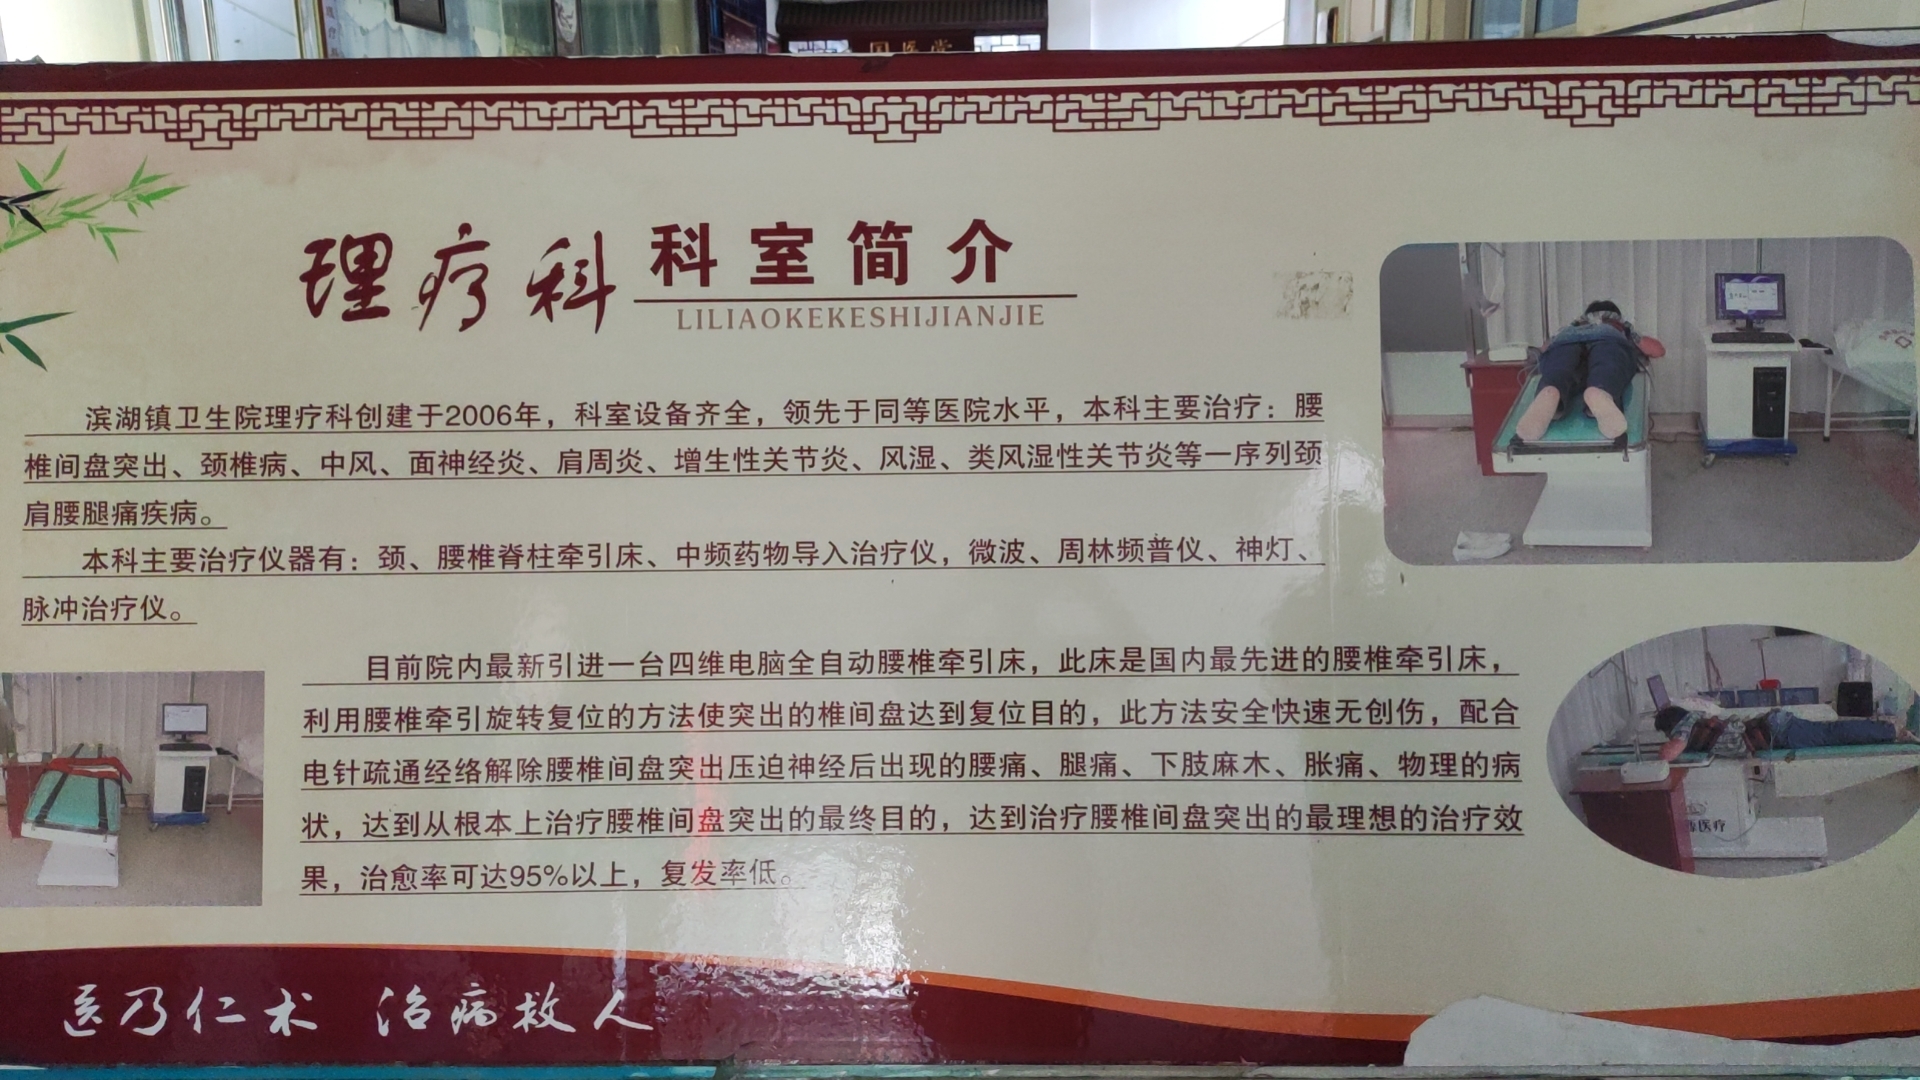 国医堂
理疗科 科室简介
LILIAOKEKESHIJIANJIE
滨湖镇卫生院理疗科创建于2006年，科室设备齐全，领先于同等医院水平，本科主要治疗：腰
椎间盘突出、颈椎病、中风、面神经炎、肩周炎、增生性关节炎、风湿、类风湿性关节炎等一序列颈
肩腰腿痛疾病。
本科主要治疗仪器有：颈、腰椎脊柱牵引床、中频药物导入治疗仪，微波、周林频普仪、神灯、
脉冲治疗仪。
目前院内最新引进一台四维电脑全自动腰椎牵引床，此床是国内最先进的腰椎牵引床，
利用腰椎牵引旋转复位的方法使突出的椎间盘达到复位目的，此方法安全快速无创伤，配合
电针疏通经络解除腰椎间盘突出压迫神经后出现的腰痛、腿痛、下肢麻木、胀痛、物理的病
状，达到从根本上治疗腰椎间盘突出的最终目的，达到治疗腰椎间盘突出的最理想的治疗效
果，治愈率可达95%以上，复发率低。
医疗
医乃仁术 治病救人